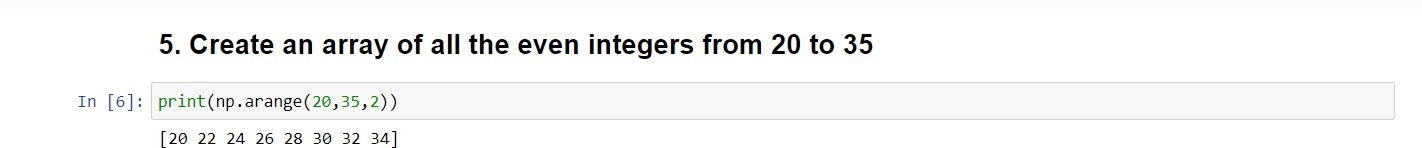 5. Create an array of all the even integers from 20 to 35
In [6]: print(np.arange(20,35,2))
[20 22 24 26 28 30 32 34]